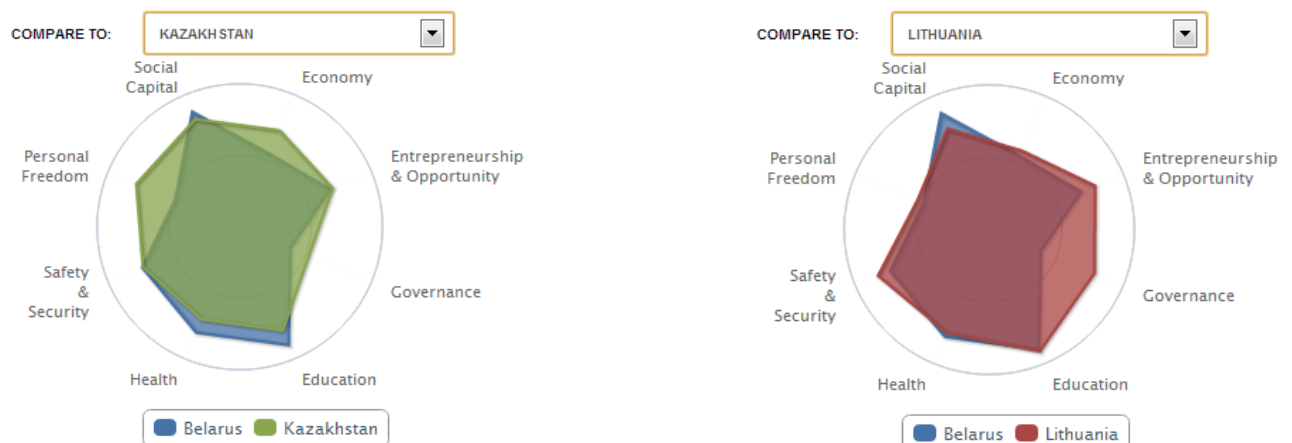 COMPARE TO: KAZAKHSTAN
Social
Capital
Economy
Personal
Freedom
Entrepreneurship
& Opportunity
Safety
&
Security
Governance
Health
Education
Belarus Kazakhstan
COMPARE TO: LITHUANIA
Social
Capital
Economy
Personal
Freedom
Entrepreneurship
& Opportunity
Safety
&
Security
Governance
Health
Education
Belarus Lithuania